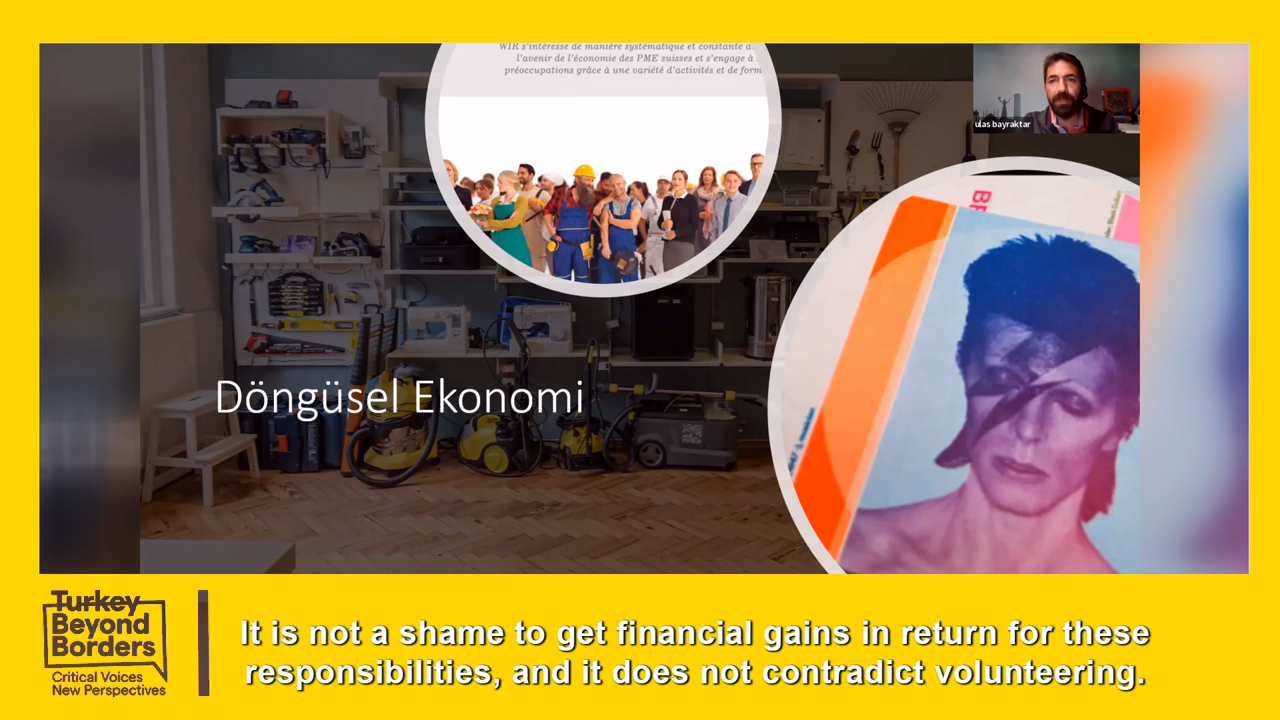 WIR s'intéresse de manière systématique et constante à
l'avenir de l'économie des PME suisses et s'engage à
préoccupations grâce à une variété d'activités et de form
ulas bayraktar
Döngüsel Ekonomi
Turkey
Beyond
Borders
Critical Voices
New Perspectives
It is not a shame to get financial gains in return for these
responsibilities, and it does not contradict volunteering.